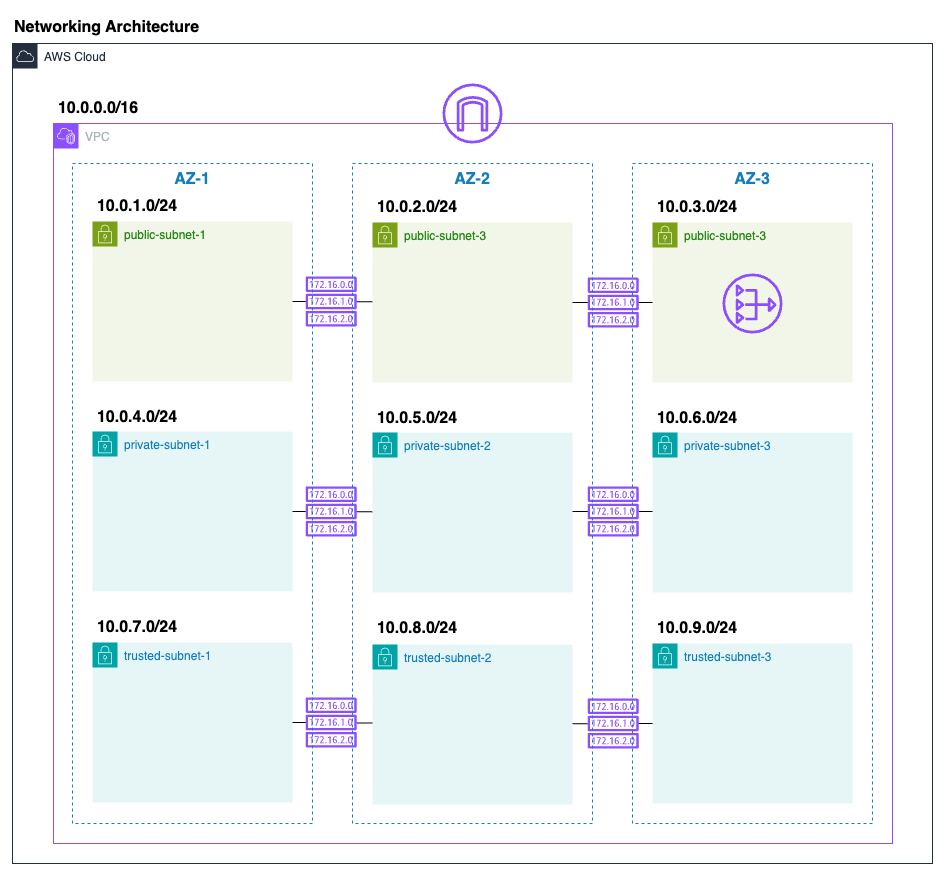 Networking Architecture
AWS Cloud
10.0.0.0/16
VPC
AZ-1
AZ-2
AZ-3
10.0.1.0/24
10.0.2.0/24
10.0.3.0/24
public-subnet-1
public-subnet-3
public-subnet-3
172.16.0.0
172.16.1.0
172.16.2.0
172.16.0.0
172.16.1.0
172.16.2.0
10.0.4.0/24
10.0.5.0/24
10.0.6.0/24
private-subnet-1
private-subnet-2
private-subnet-3
172.16.0.0
172.16.1.0
172.16.2.0
172.16.0.0
172.16.1.0
172.16.2.0
10.0.7.0/24
10.0.8.0/24
10.0.9.0/24
trusted-subnet-1
trusted-subnet-2
trusted-subnet-3
172.16.0.0
172.16.1.0
172.16.2.0
172.16.0.0
172.16.1.0
172.16.2.0